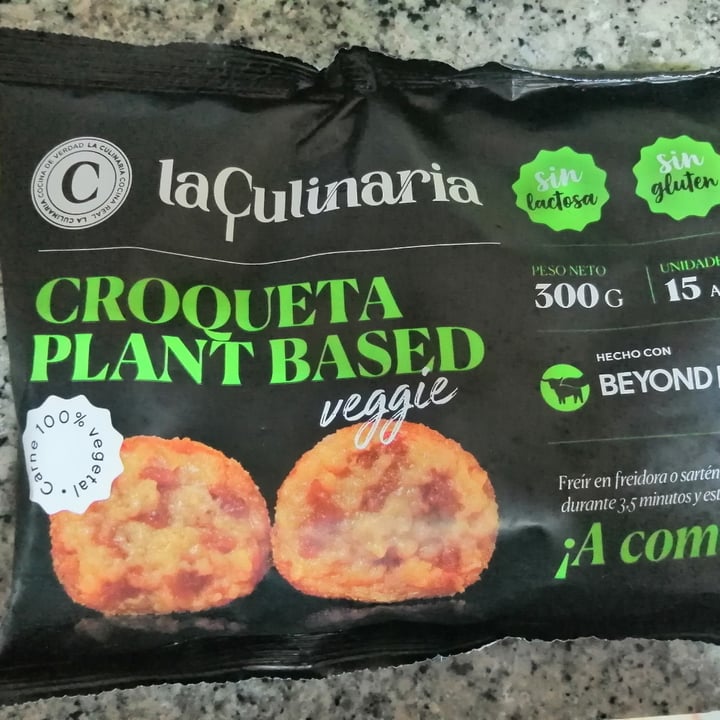 COCINA DE VERDAD LA CULINARIA COCINA REAL LA CULINARIA
C
laCulinaria
sin
lactosa
sin
gluten
CROQUETA
PLANT BASED
veggie
PESO NETO
300 G
UNIDADE
15 A
HECHO CON
BEYOND
Carne 100% vegetal
Freír en freidora o sartén
durante 3,5 minutos y est
¡A com